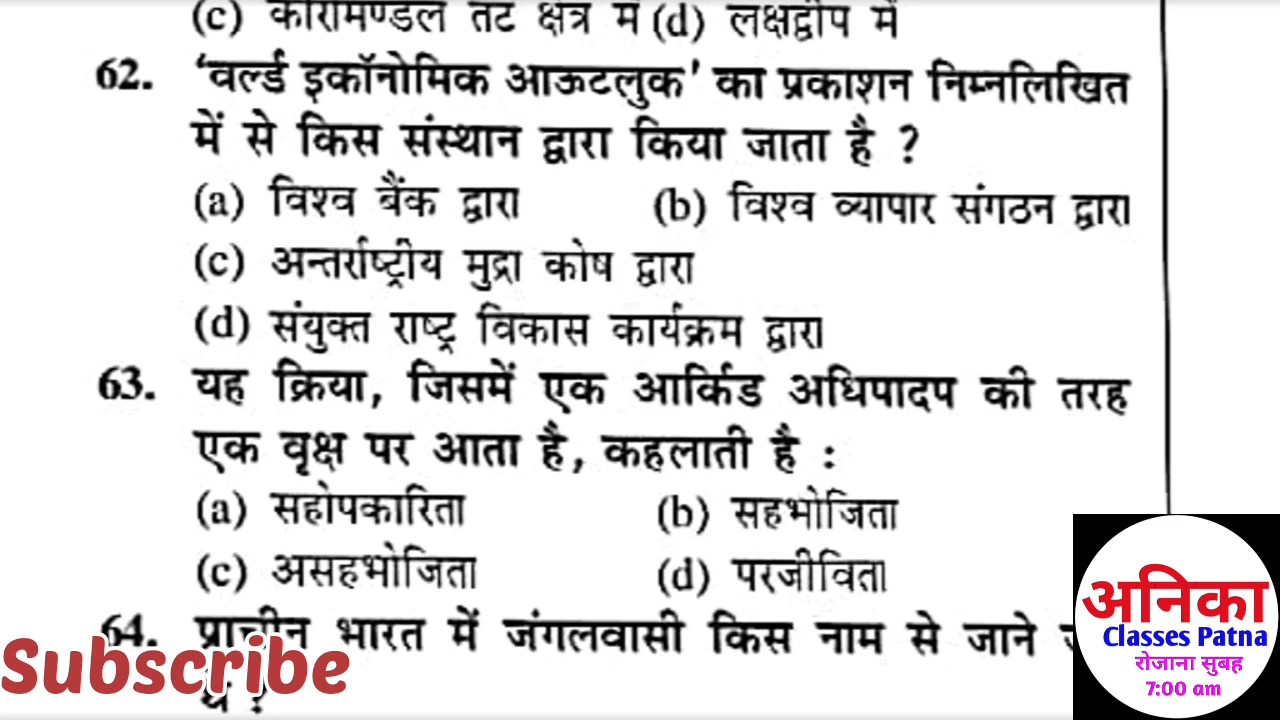 (c) कोरोमण्डल तट क्षेत्र में (d) लक्षद्वीप में
62. ‘वर्ल्ड इकॉनोमिक आऊटलुक’ का प्रकाशन निम्नलिखित
में से किस संस्थान द्वारा किया जाता है ?
(a) विश्व बैंक द्वारा (b) विश्व व्यापार संगठन द्वारा
(c) अन्तर्राष्ट्रीय मुद्रा कोष द्वारा
(d) संयुक्त राष्ट्र विकास कार्यक्रम द्वारा
63. यह क्रिया, जिसमें एक आर्किड अधिपादप की तरह
एक वृक्ष पर आता है, कहलाती है :
(a) सहोपकारिता (b) सहभोजिता
(c) असहभोजिता (d) परजीविता
64. प्राचीन भारत में जंगलवासी किस नाम से जाने
थे ?
Subscribe
अनिका
Classes Patna
रोजाना सुबह
7:00 am